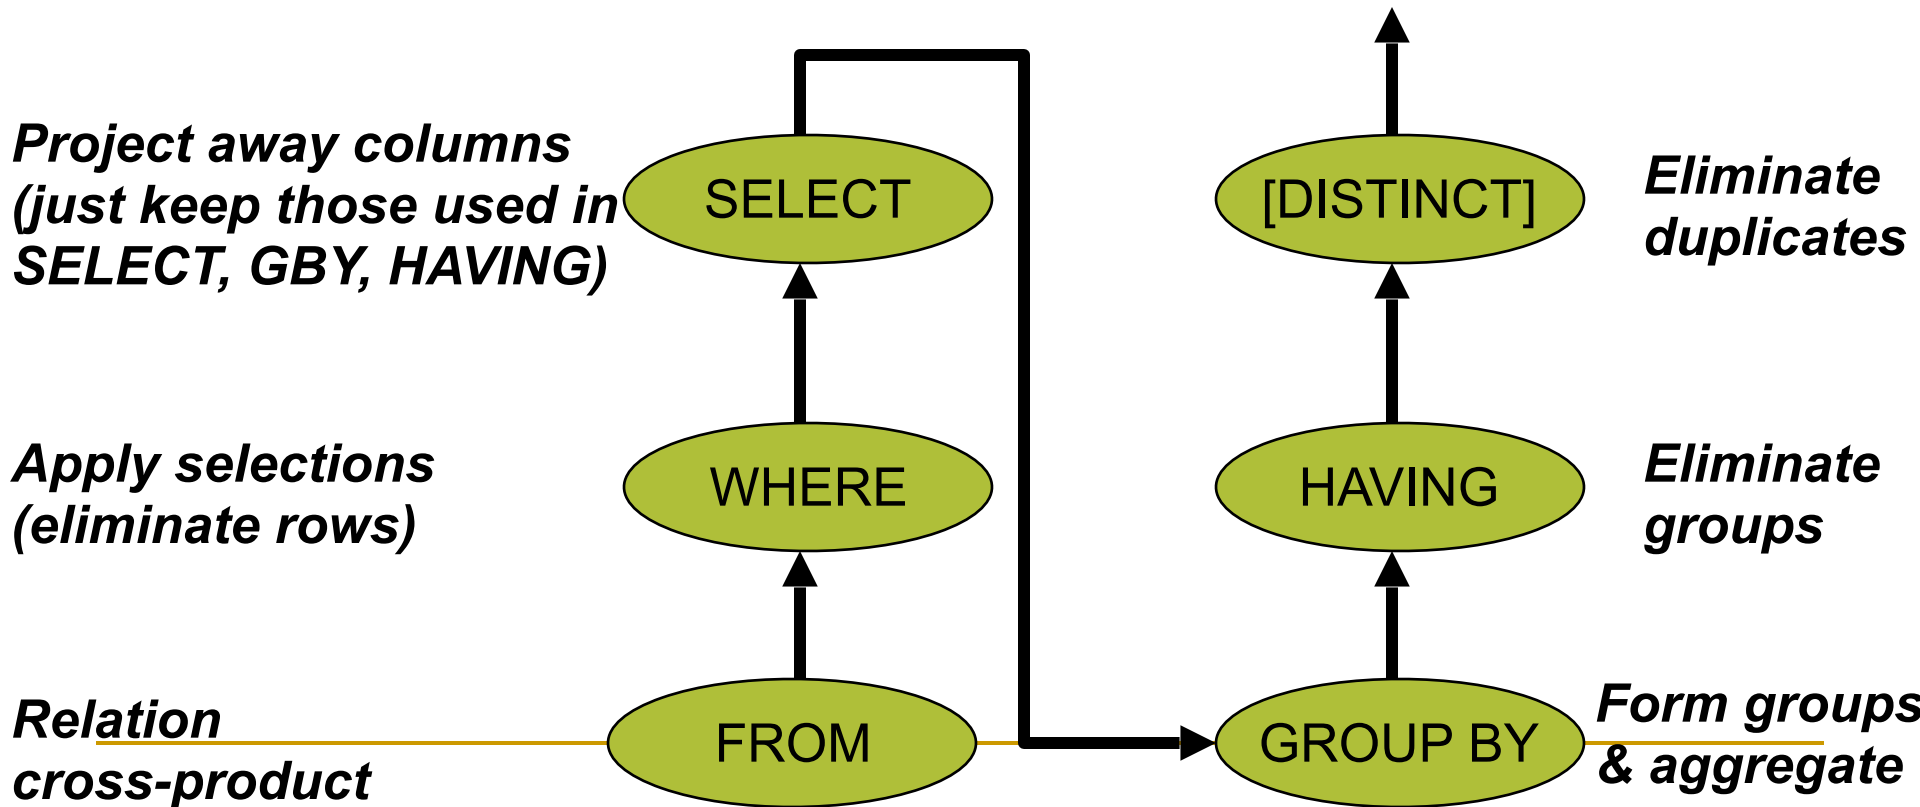 Project away columns
(just keep those used in
SELECT, GBY, HAVING)
SELECT
[DISTINCT]
Eliminate
duplicates
Apply selections
(eliminate rows)
WHERE
HAVING
Eliminate
groups
Relation
cross-product
FROM
GROUP BY
Form groups
& aggregate